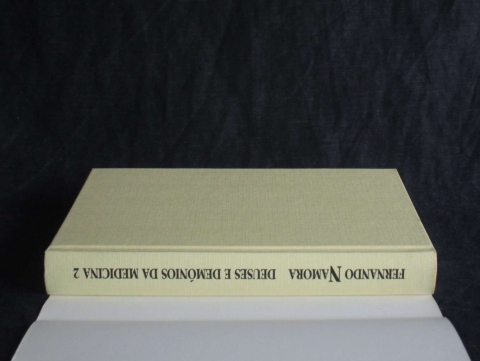 FERNANDO NAMORA DEUSES E DEMÓNIOS DA MEDICINA 2